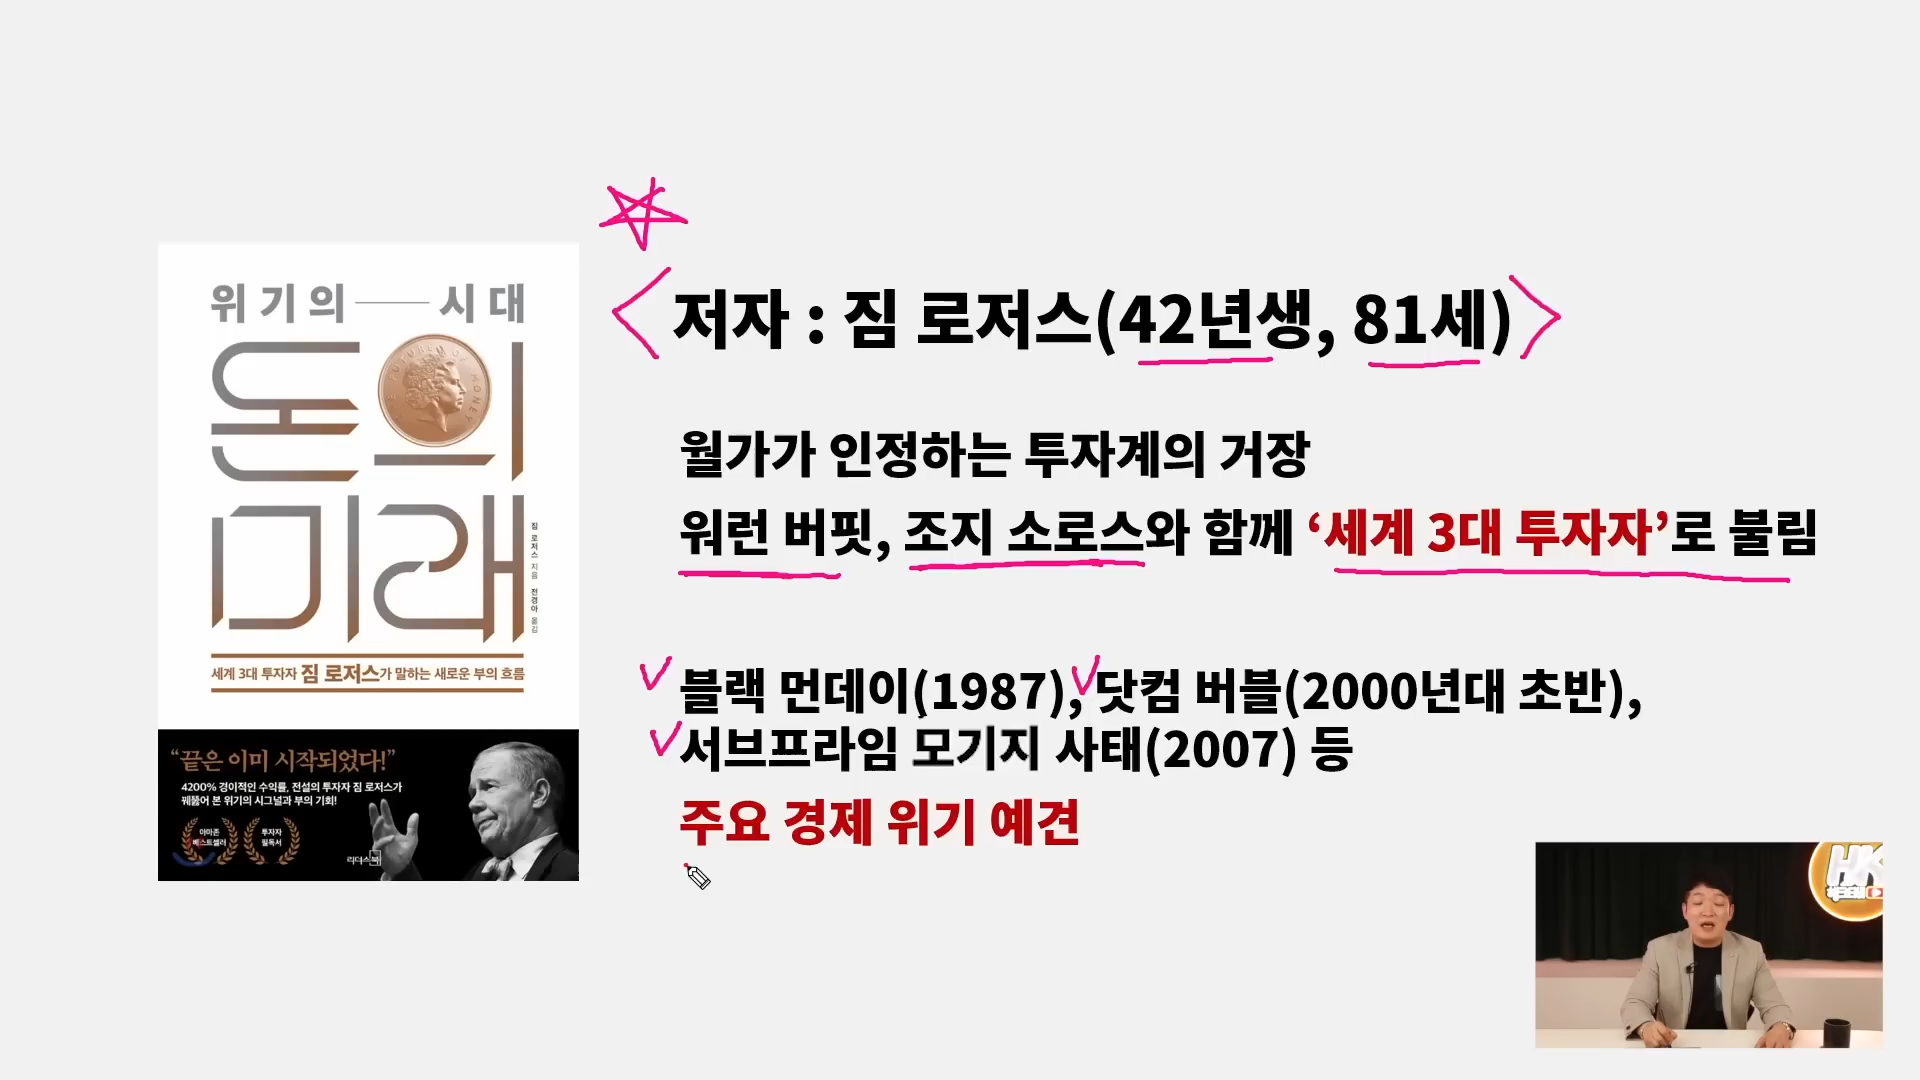 위기의 시대
돈의
미래
짐 로저스 지음 전경아 옮김
세계 3대 투자자 짐 로저스가 말하는 새로운 부의 흐름
“끝은 이미 시작되었다!”
4200% 경이적인 수익률, 전설의 투자자 짐 로저스가
꿰뚫어 본 위기의 시그널과 부의 기회!
아마존
베스트셀러
투자자
필독서
리더스북
저자 : 짐 로저스(42년생, 81세)
월가가 인정하는 투자계의 거장
워런 버핏, 조지 소로스와 함께 ‘세계 3대 투자자’로 불림
블랙 먼데이(1987), 닷컴 버블(2000년대 초반),
서브프라임 모기지 사태(2007) 등
주요 경제 위기 예견
HK